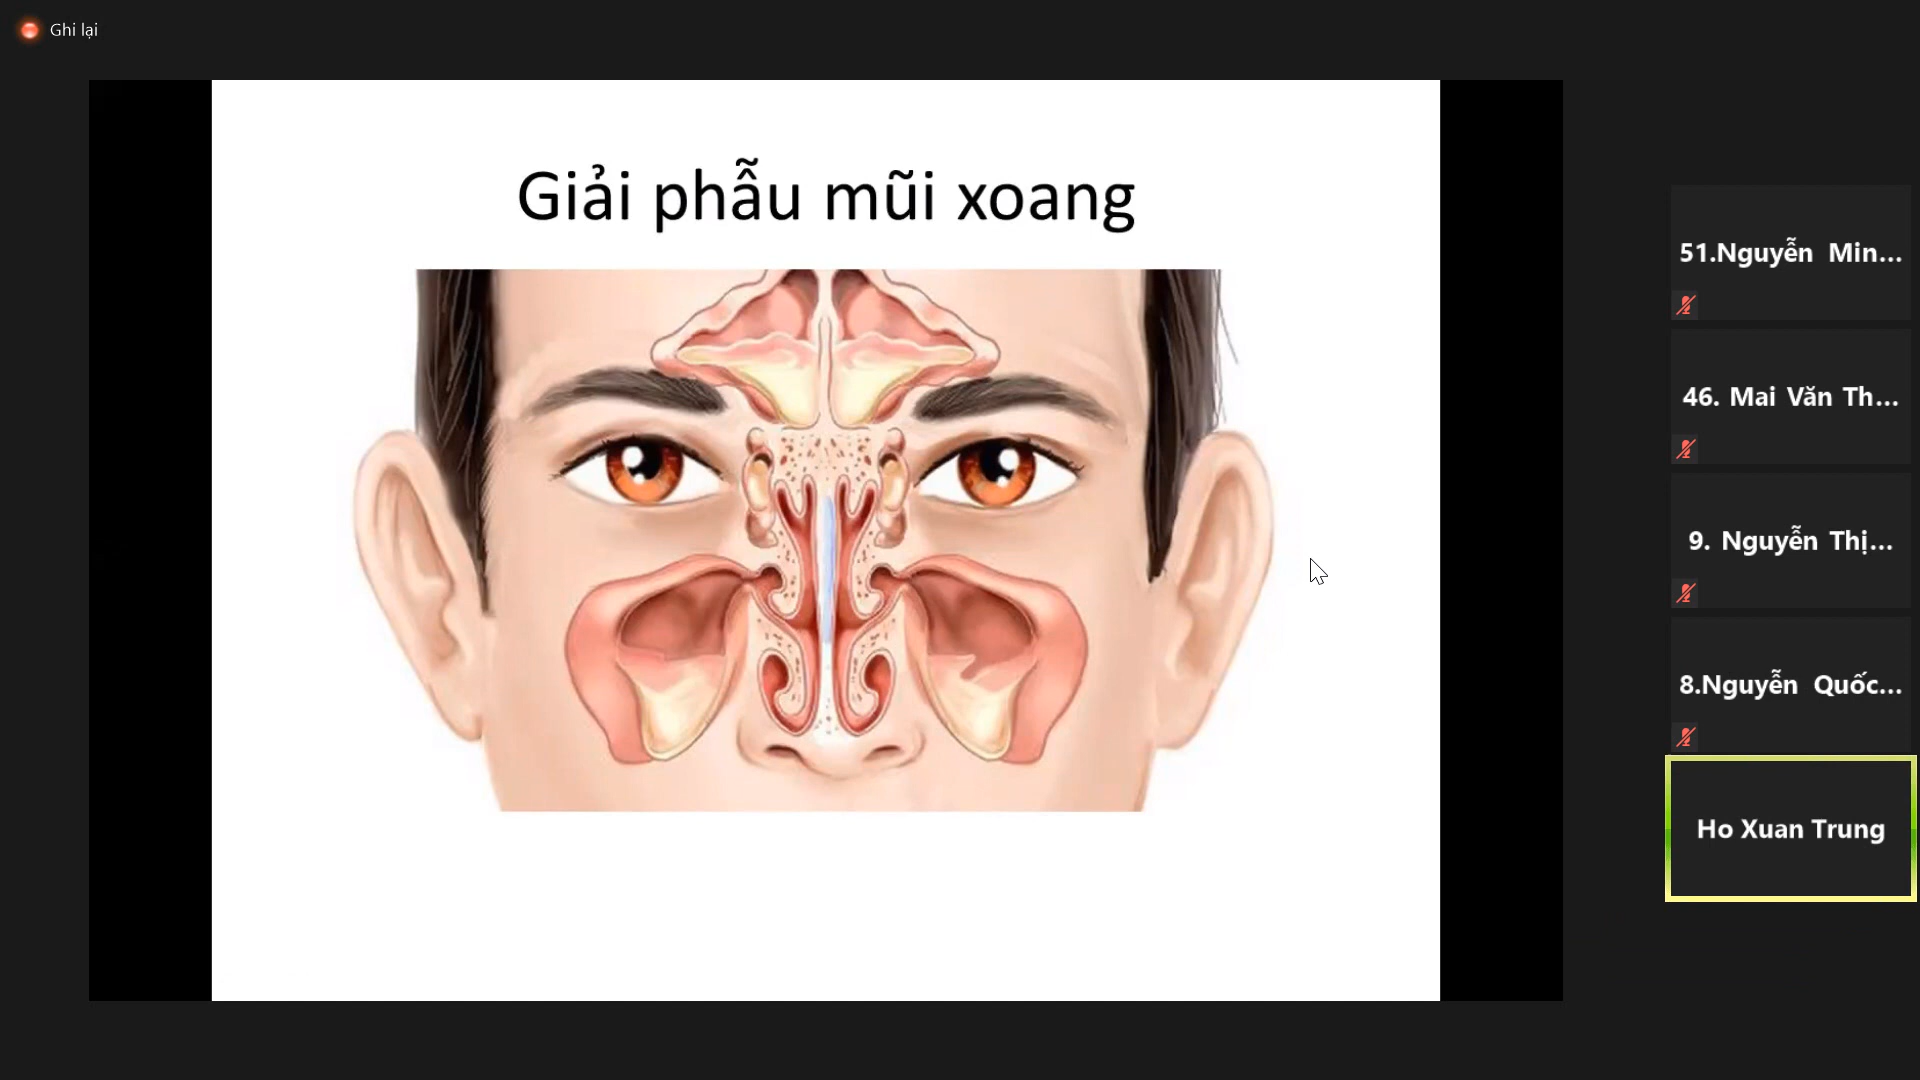 Ghi lại
Giải phẫu mũi xoang
51.Nguyễn Min...
46. Mai Văn Th...
9. Nguyễn Thị...
8.Nguyễn Quốc...
Ho Xuan Trung